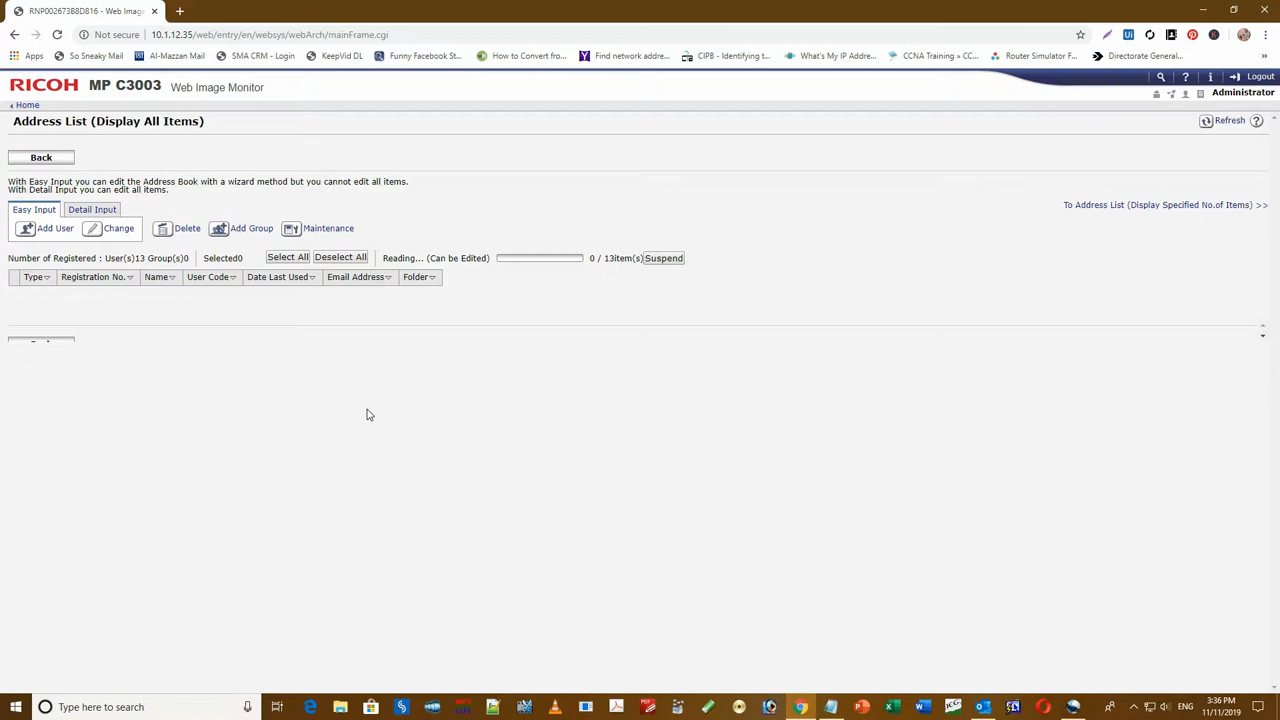 RNP002673B8D816 - Web Imag
Not secure | 10.1.12.35/web/entry/en/websys/webArch/mainFrame.cgi
Apps So Sneaky Mail Al-Mazzan Mail SMA CRM - Login KeepVid DL Funny Facebook St... How to Convert from... Find network addre... CIPB - Identifying t... What's My IP Addre... CCNA Training » CC... Router Simulator F... Directorate General... »
RICOH MP C3003 Web Image Monitor
Logout
Administrator
Home
Address List (Display All Items)
Refresh
Back
With Easy Input you can edit the Address Book with a wizard method but you cannot edit all items.
With Detail Input you can edit all items.
Easy Input Detail Input
To Address List (Display Specified No.of Items) >>
Add User Change Delete Add Group Maintenance
Number of Registered : User(s)13 Group(s)0 Selected0 Select All Deselect All Reading... (Can be Edited) 0 / 13item(s) Suspend
Type Registration No. Name User Code Date Last Used Email Address Folder
Type here to search
3:36 PM
11/11/2019